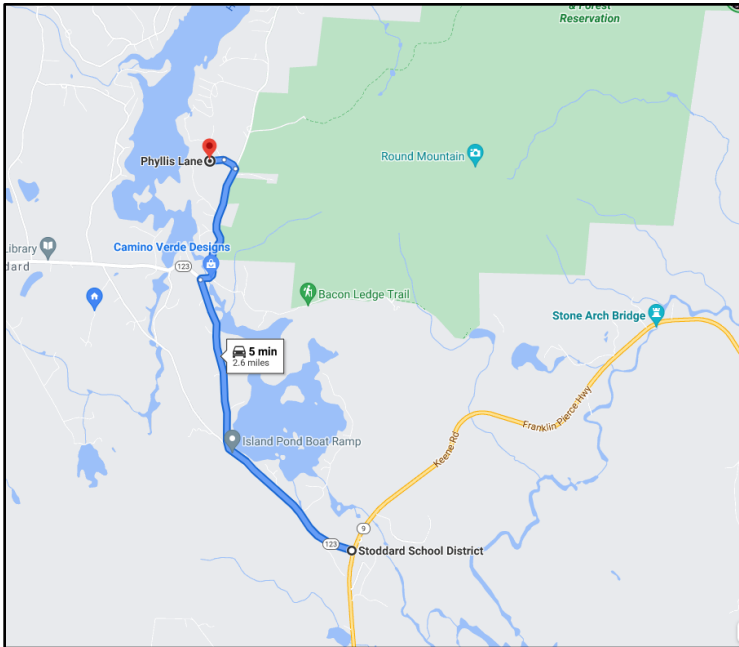 & Forest
Reservation
Phyllis Lane
Round Mountain
Library
dard
Camino Verde Designs
123
Bacon Ledge Trail
Stone Arch Bridge
5 min
2.6 miles
Franklin Pierce Hwy
Island Pond Boat Ramp
Keene Rd
9
123
Stoddard School District